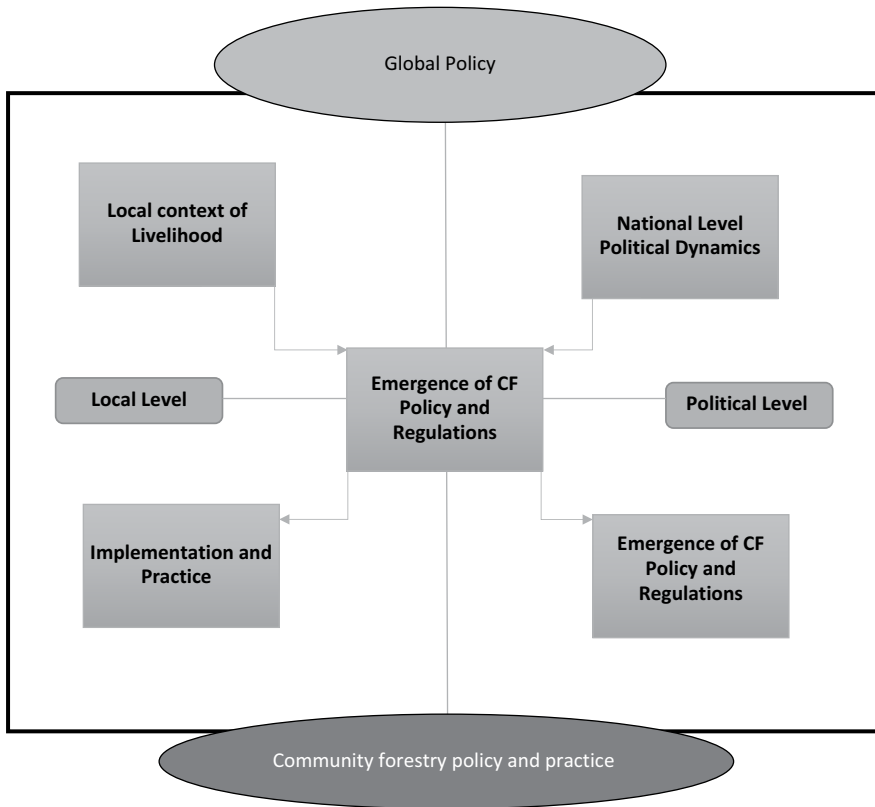 Global Policy
Local context of
Livelihood
National Level
Political Dynamics
Emergence of CF
Policy and
Regulations
Local Level
Political Level
Implementation and
Practice
Emergence of CF
Policy and
Regulations
Community forestry policy and practice